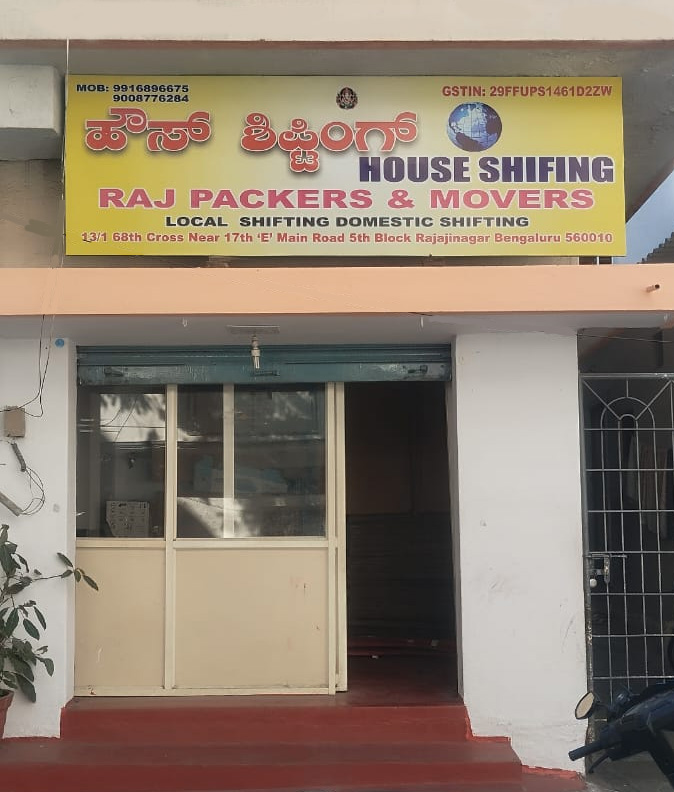 MOB: 9916896675
9008776284
GSTIN: 29FFUPS1461D2ZW
ಹೌಸ್ ಶಿಫ್ಟಿಂಗ್
HOUSE SHIFING
RAJ PACKERS & MOVERS
LOCAL SHIFTING DOMESTIC SHIFTING
13/1 68th Cross Near 17th 'E' Main Road 5th Block Rajajinagar Bengaluru 560010